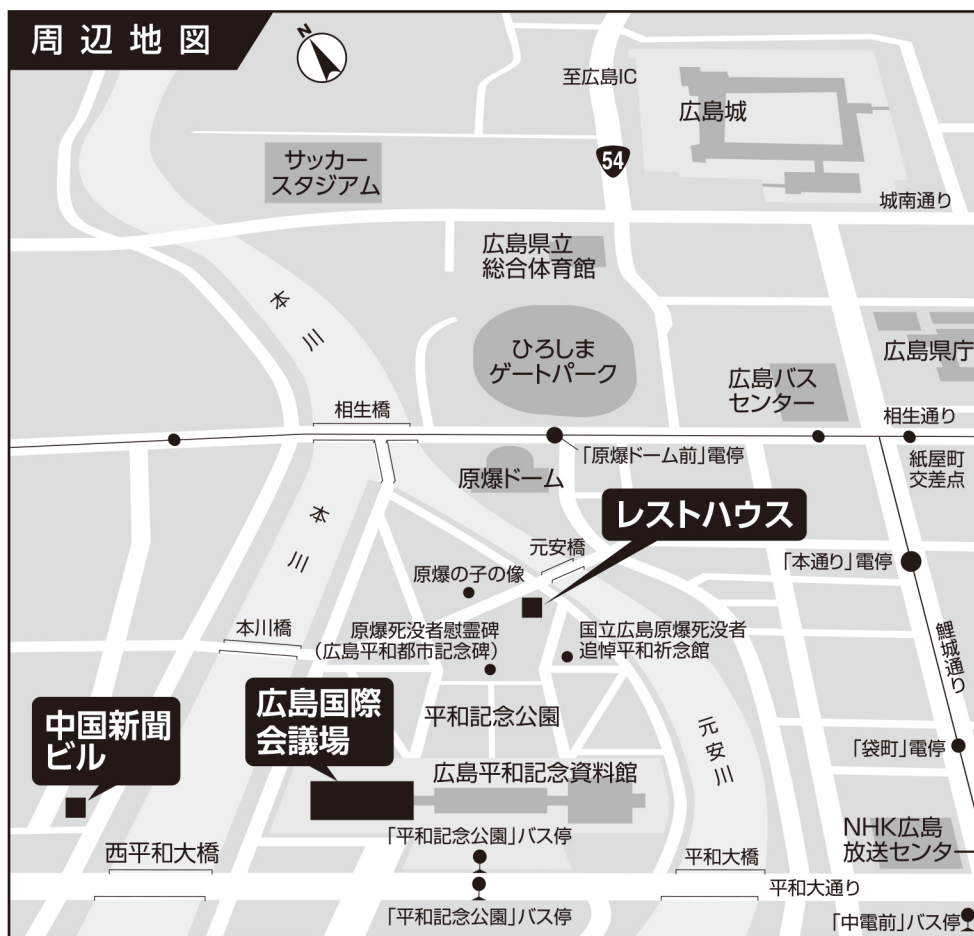 周辺地図
N
至広島IC
広島城
54
サッカー
スタジアム
城南通り
広島県立
総合体育館
本川
ひろしま
ゲートパーク
広島バス
センター
広島県庁
相生橋
相生通り
「原爆ドーム前」電停
紙屋町
交差点
原爆ドーム
レストハウス
本川
元安橋
「本通り」電停
原爆の子の像
本川橋
原爆死没者慰霊碑
(広島平和都市記念碑)
国立広島原爆死没者
追悼平和祈念館
鯉城通り
中国新聞
ビル
広島国際
会議場
平和記念公園
元安川
「袋町」電停
広島平和記念資料館
「平和記念公園」バス停
NHK広島
放送センター
西平和大橋
平和大橋
平和大通り
「平和記念公園」バス停
「中電前」バス停